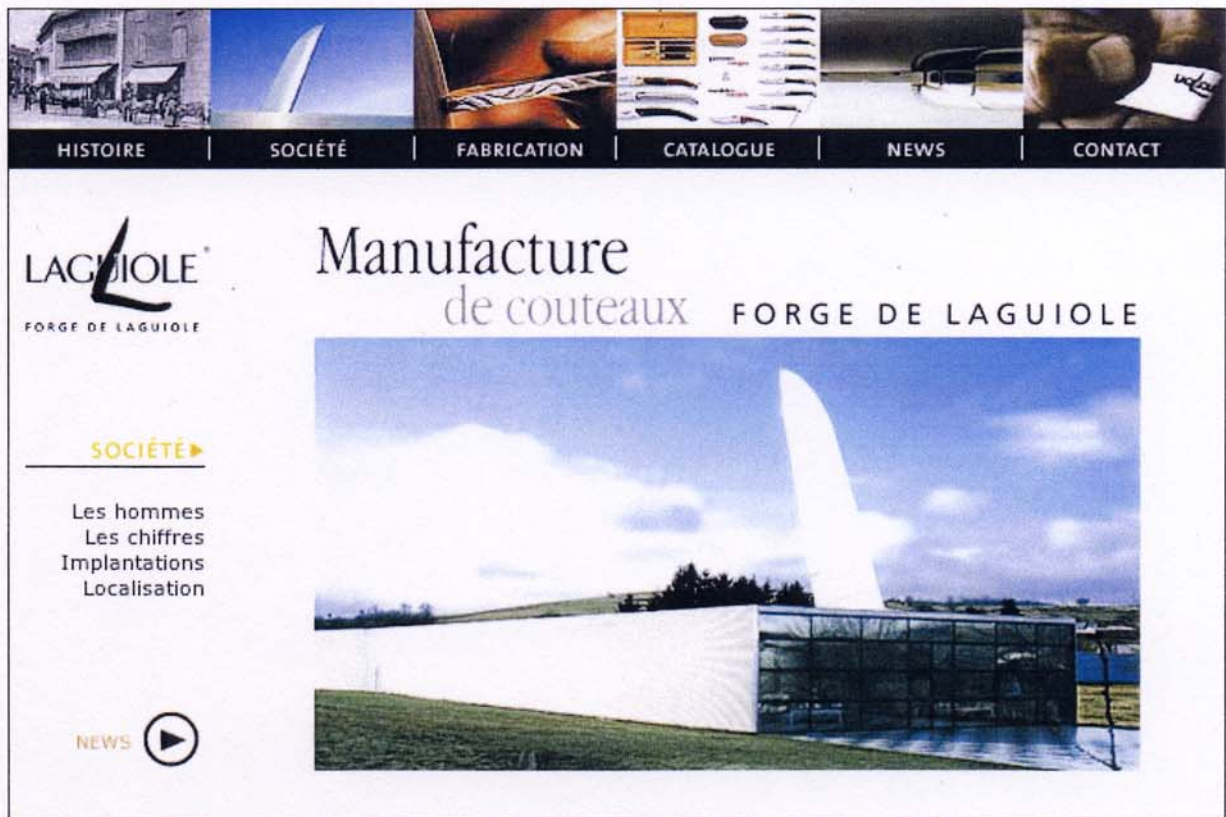 HISTOIRE | SOCIÉTÉ | FABRICATION | CATALOGUE | NEWS | CONTACT
LAGUIOLE®
FORGE DE LAGUIOLE
Manufacture
de couteaux FORGE DE LAGUIOLE
SOCIÉTÉ
Les hommes
Les chiffres
Implantations
Localisation
NEWS